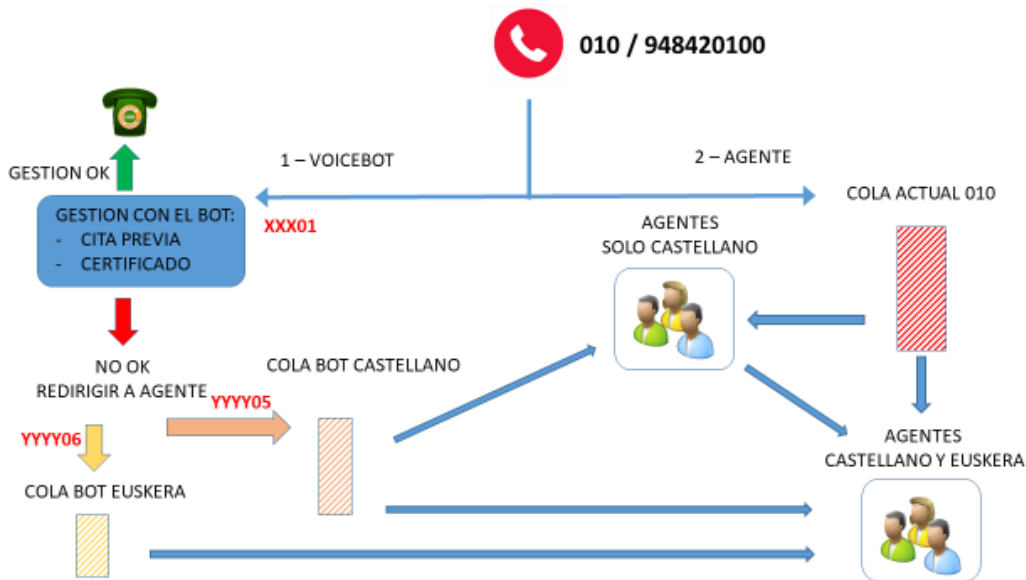 010 / 948420100
1 – VOICEBOT
2 – AGENTE
GESTION OK
COLA ACTUAL 010
GESTION CON EL BOT:
- CITA PREVIA
- CERTIFICADO
XXX01
AGENTES
SOLO CASTELLANO
NO OK
REDIRIGIR A AGENTE
COLA BOT CASTELLANO
YYYY05
YYYY06
AGENTES
CASTELLANO Y EUSKERA
COLA BOT EUSKERA